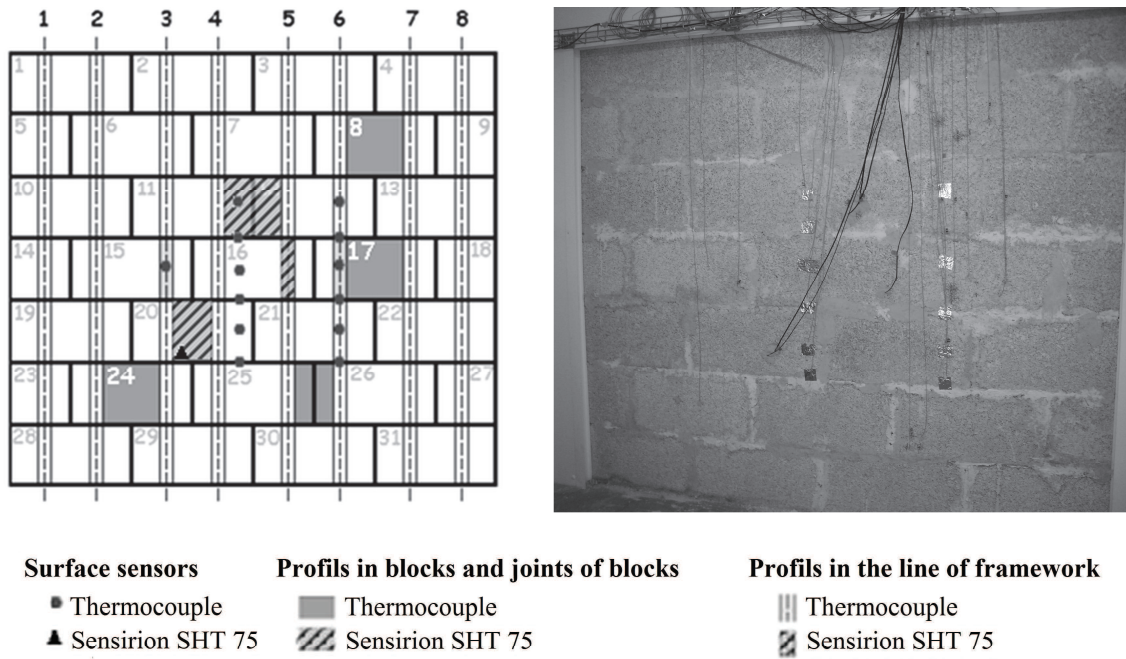 1 2 3 4 5 6 7 8
1 2 3 4
5 6 7 8 9
10 11 13
14 15 16 17 18
19 20 21 22
23 24 25 26 27
28 29 30 31
Surface sensors
Thermocouple
Sensirion SHT 75
Profils in blocks and joints of blocks
Thermocouple
Sensirion SHT 75
Profils in the line of framework
Thermocouple
Sensirion SHT 75